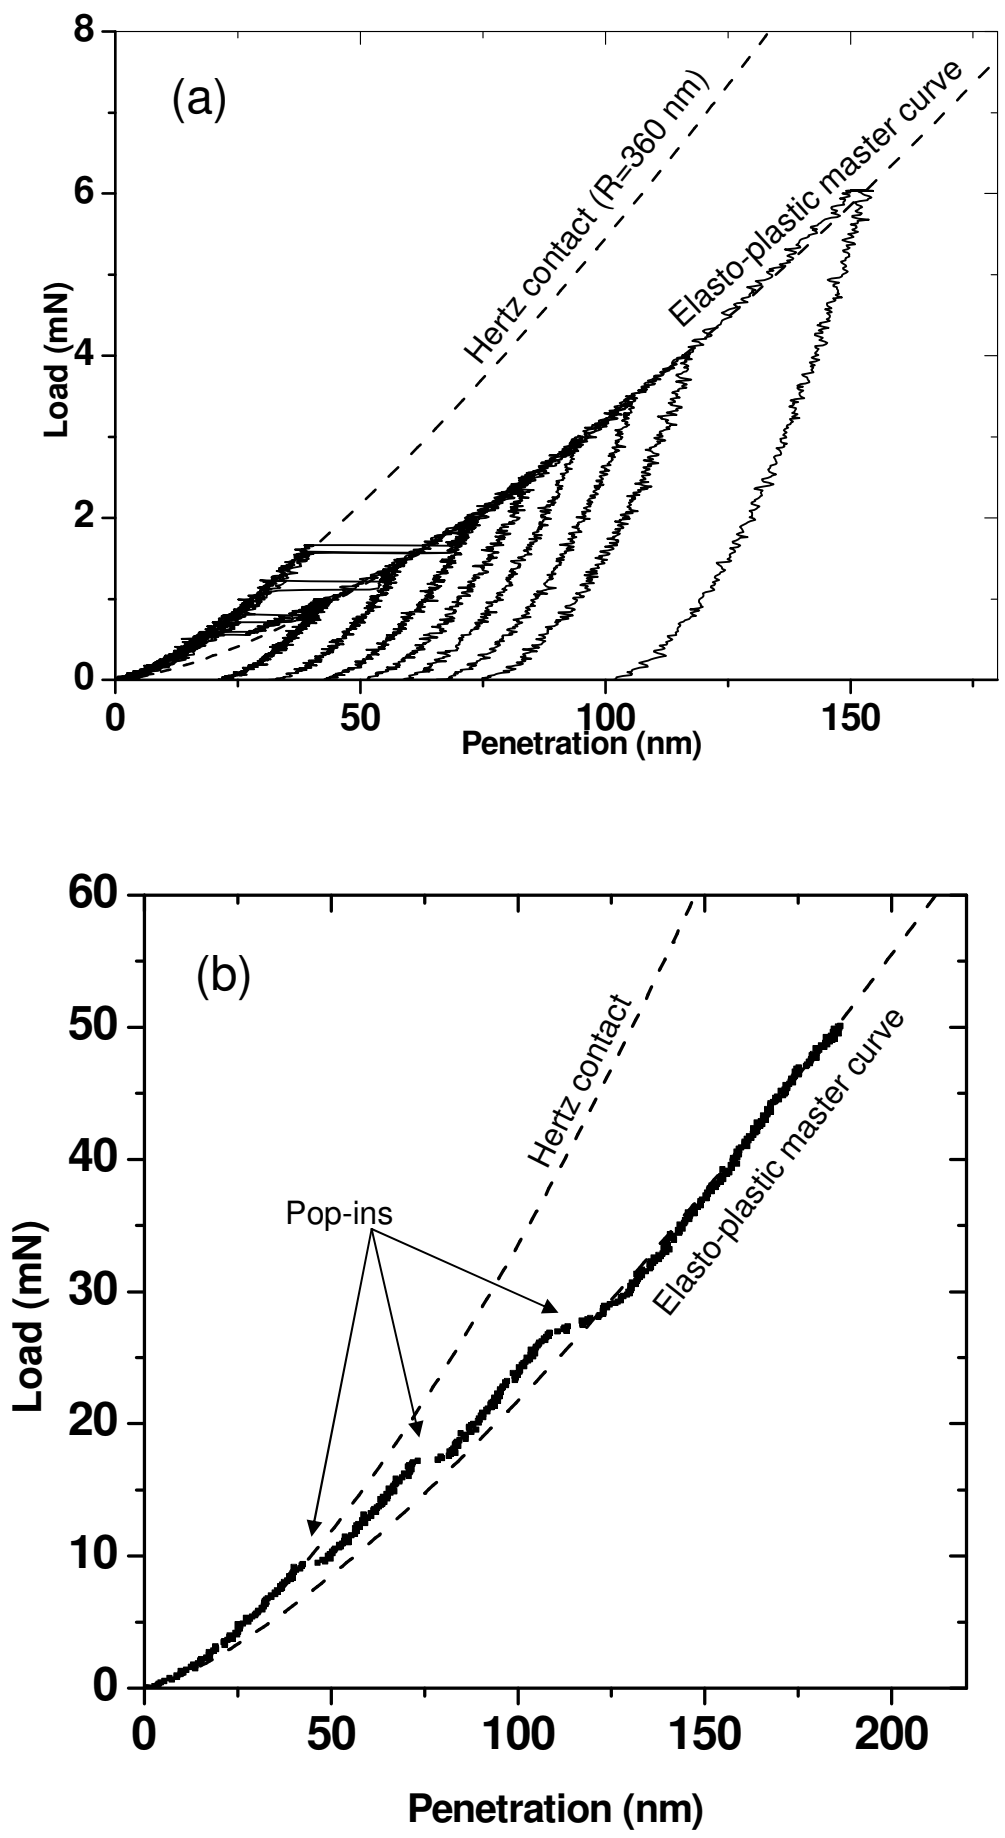 8
(a)
Hertz contact (R=360 nm)
Elasto-plastic master curve
6
4
2
0
Load (mN)
0 50 100 150
Penetration (nm)
60
(b)
50
Hertz contact
Elasto-plastic master curve
40
Pop-ins
30
20
10
0
Load (mN)
0 50 100 150 200
Penetration (nm)